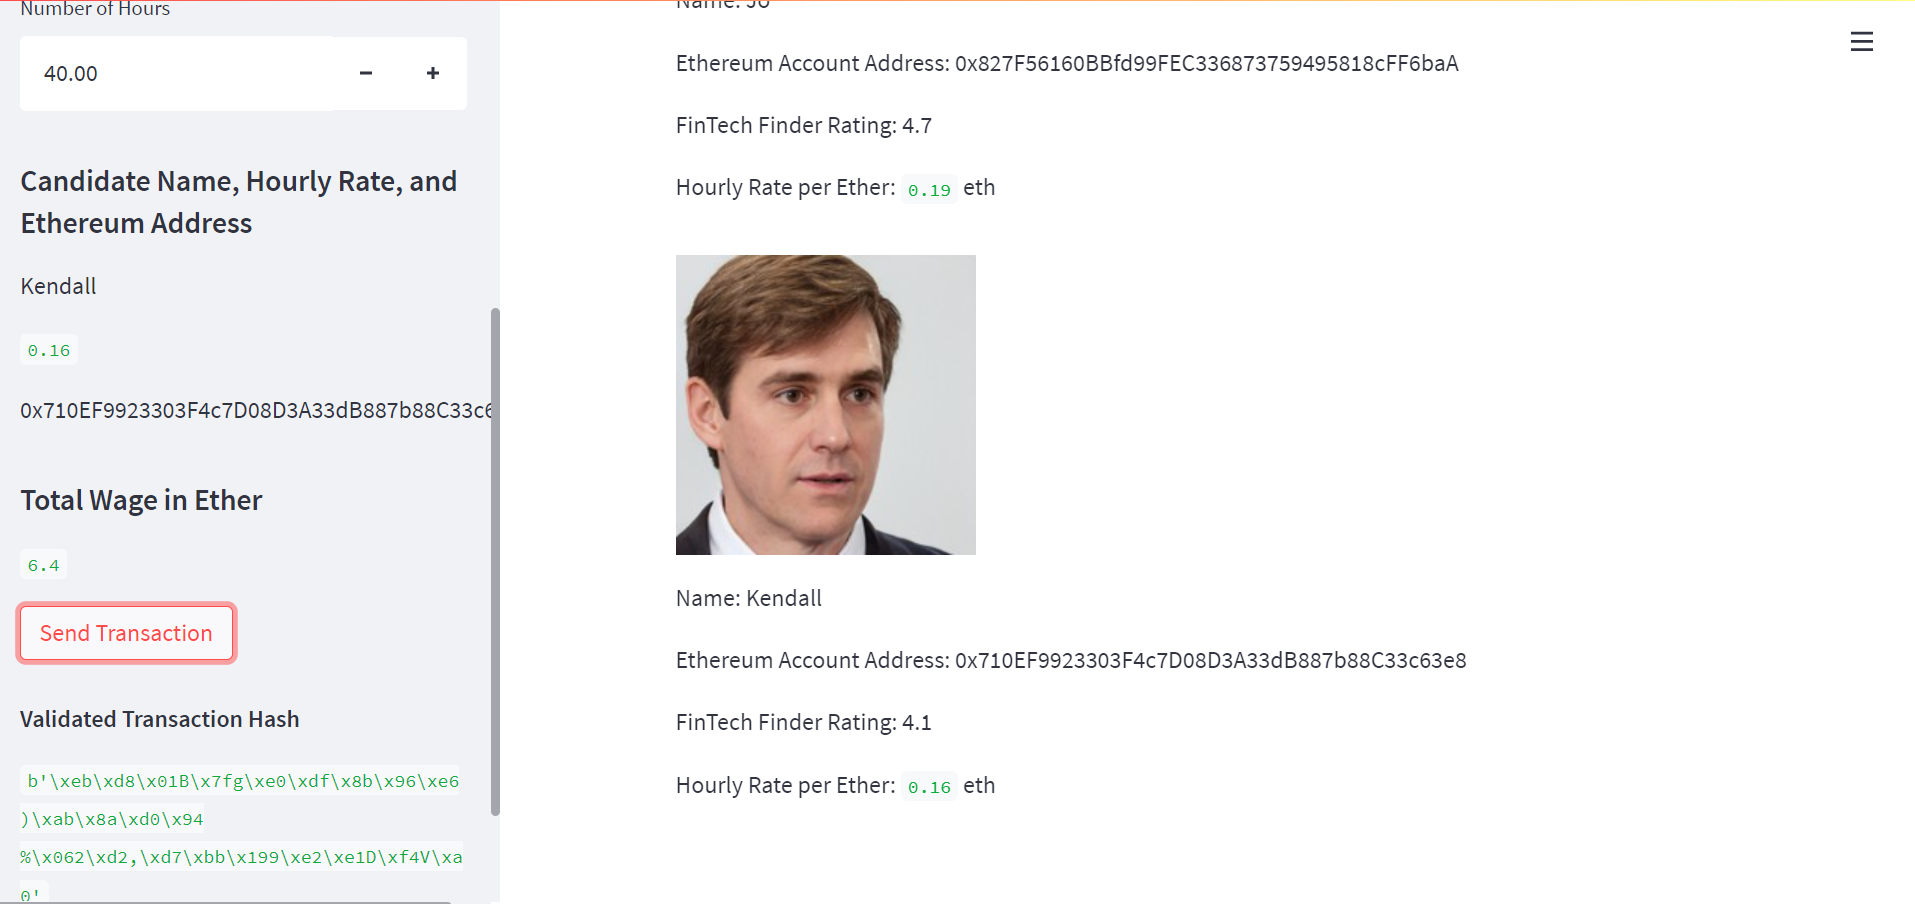 Number of Hours
40.00
Candidate Name, Hourly Rate, and
Ethereum Address
Kendall
0.16
0x710EF9923303F4c7D08D3A33dB887b88C33c6
Total Wage in Ether
6.4
Send Transaction
Validated Transaction Hash
b'\xeb\xd8\x01B\x7fg\xe0\xdf\x8b\x96\xe6
)\xab\x8a\xd0\x94
%\x062\xd2,\xd7\xbb\x199\xe2\xe1D\xf4V\xa
0'
Name: Jo
Ethereum Account Address: 0x827F56160BBfd99FEC336873759495818cFF6baA
FinTech Finder Rating: 4.7
Hourly Rate per Ether: 0.19 eth
Name: Kendall
Ethereum Account Address: 0x710EF9923303F4c7D08D3A33dB887b88C33c63e8
FinTech Finder Rating: 4.1
Hourly Rate per Ether: 0.16 eth